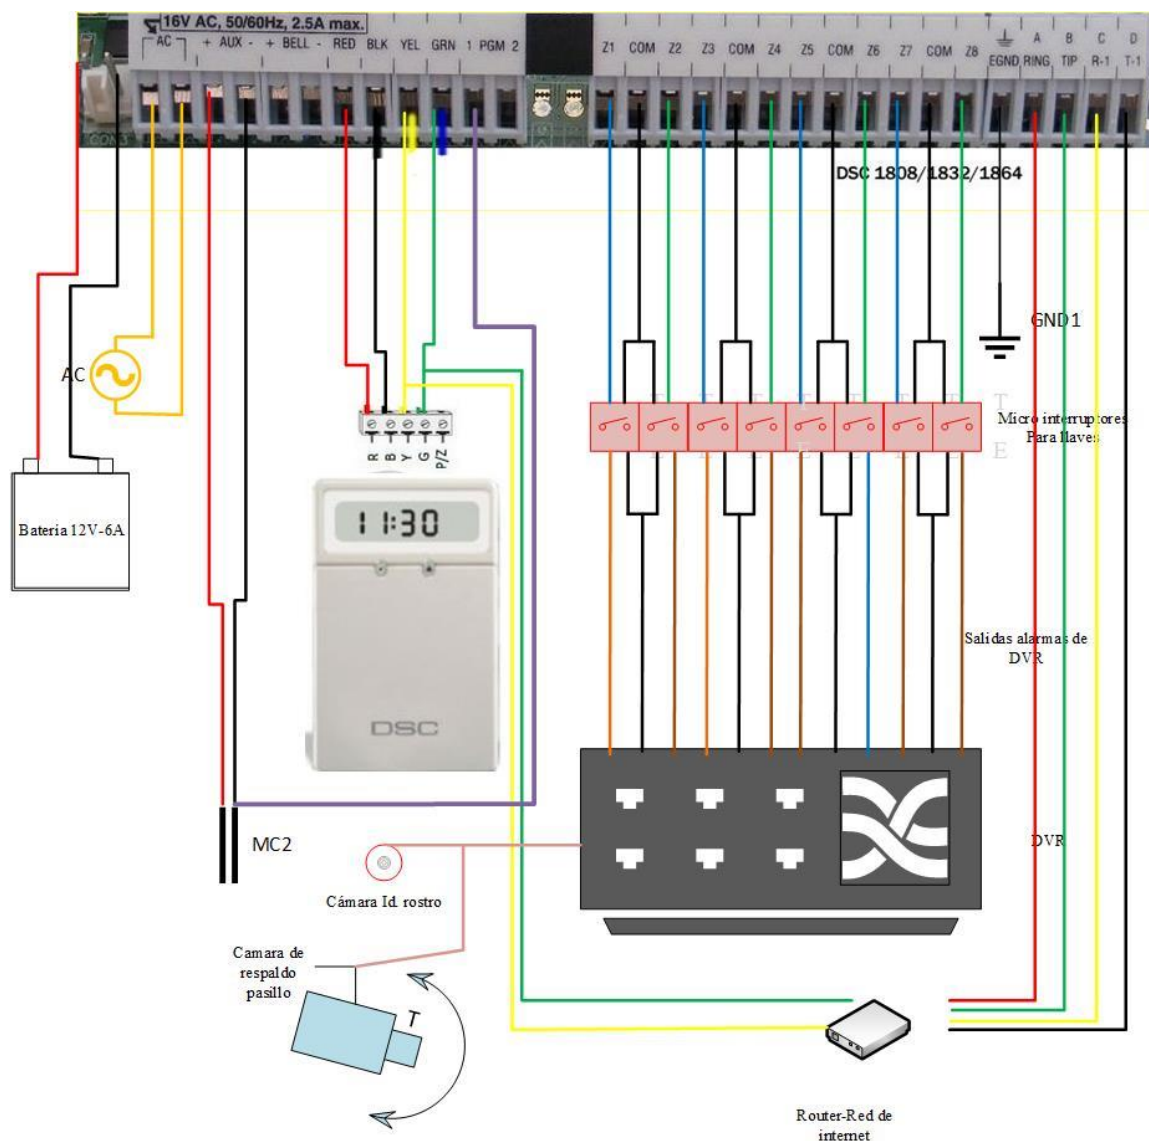 16V AC, 50/60Hz, 2.5A max.
AC + AUX - + BELL - RED BLK YEL GRN 1 PGM 2
Z1 COM Z2 Z3 COM Z4 Z5 COM Z6 Z7 COM Z8 EGND
A B C D
RING TIP R-1 T-1
DSC 1808/1832/1864
GND1
AC
T T T T
Micro interruptores
Para llaves
E E E E E
R B Y G P/Z
11:30
Bateria 12V-6A
Salidas alarmas de
DVR
DSC
MC2
DVR
Cámara Id. rostro
Camara de
respaldo
pasillo
T
Router-Red de
internet